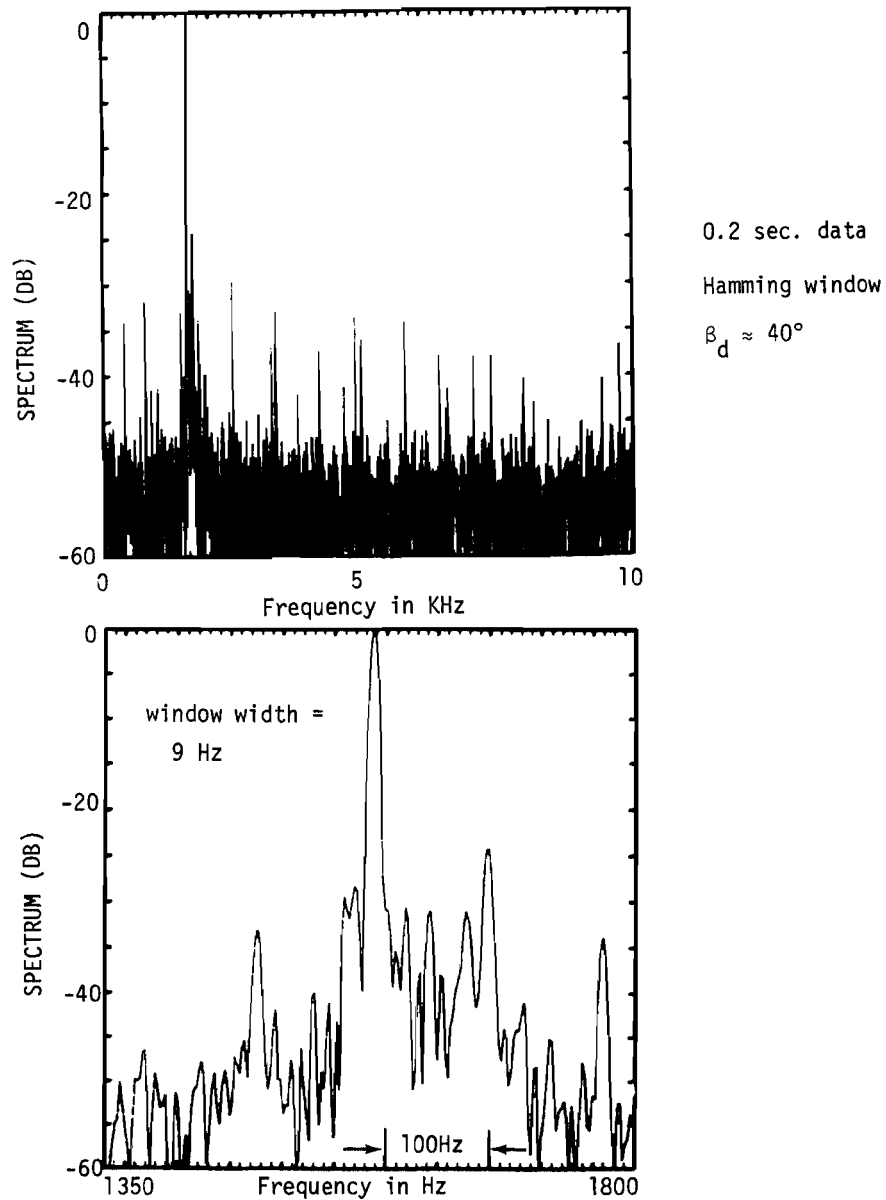 0
-20
-40
-60
SPECTRUM (DB)
0
5
10
Frequency in KHz
0.2 sec. data
Hamming window
β_d ≈ 40°
0
-20
-40
-60
SPECTRUM (DB)
window width =
9 Hz
100Hz
1350
Frequency in Hz
1800